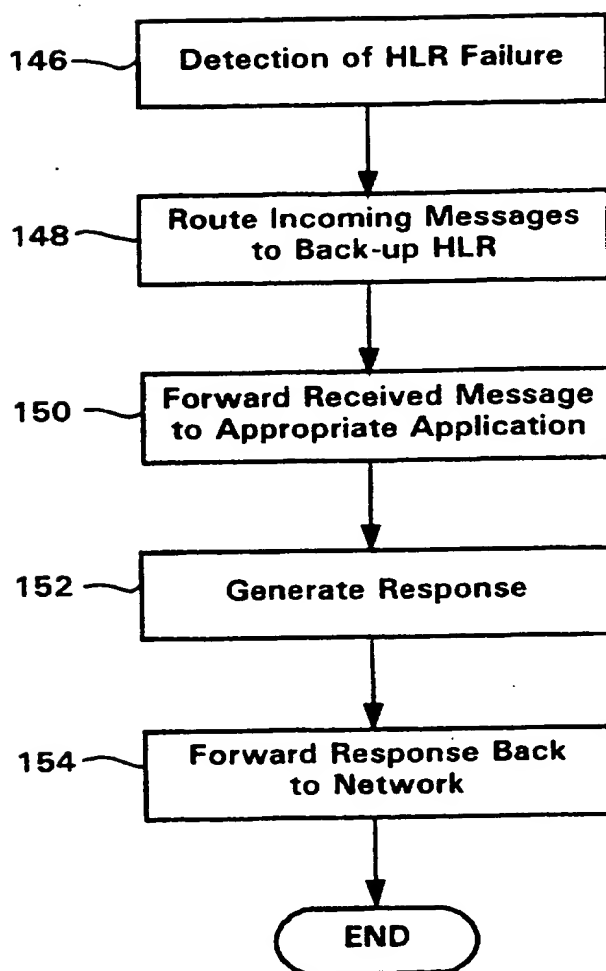 146
Detection of HLR Failure
148
Route Incoming Messages
to Back-up HLR
150
Forward Received Message
to Appropriate Application
152
Generate Response
154
Forward Response Back
to Network
END